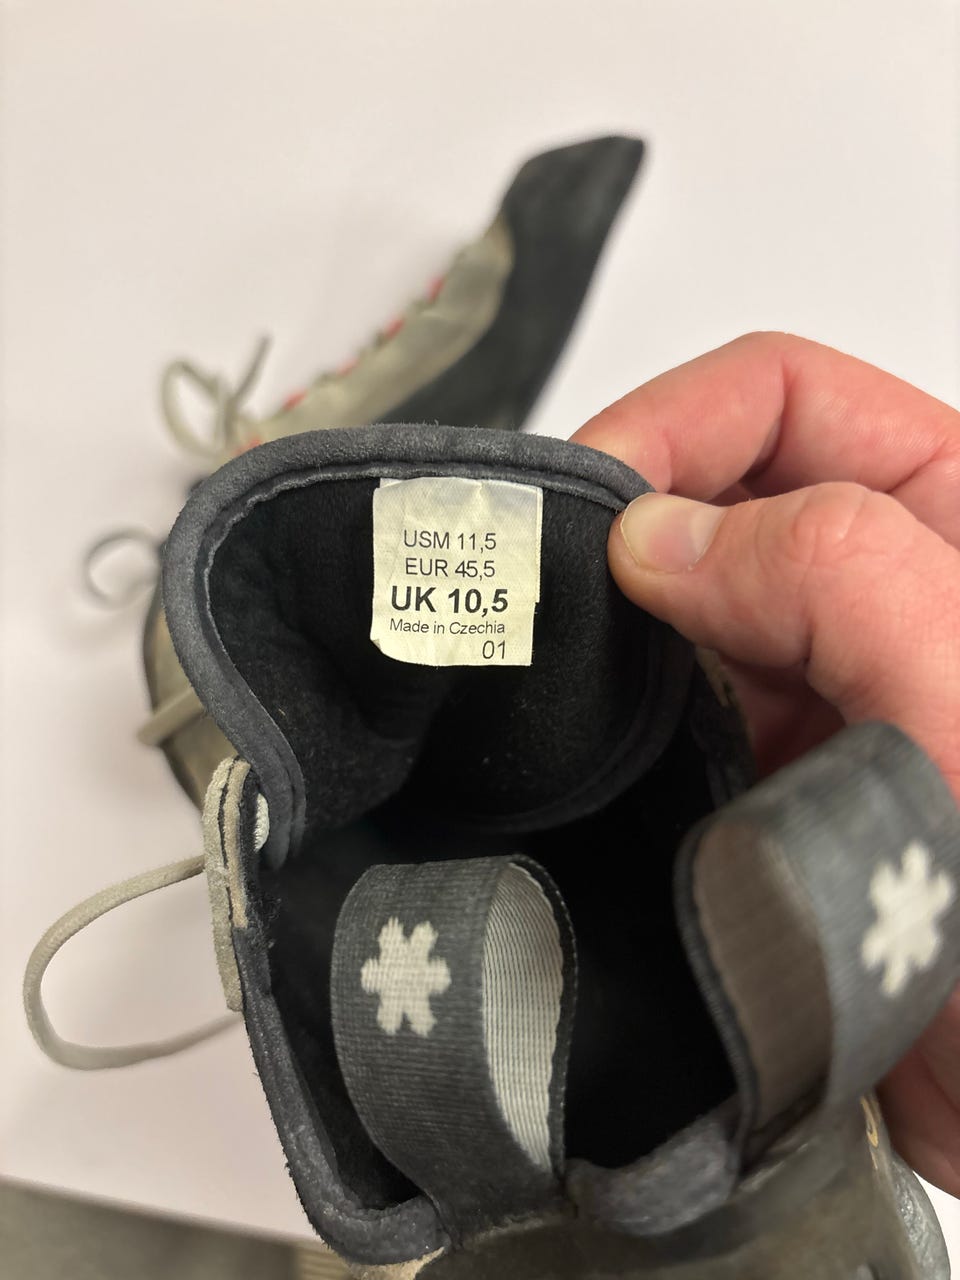 USM 11,5
EUR 45,5
UK 10,5
Made in Czechia
01